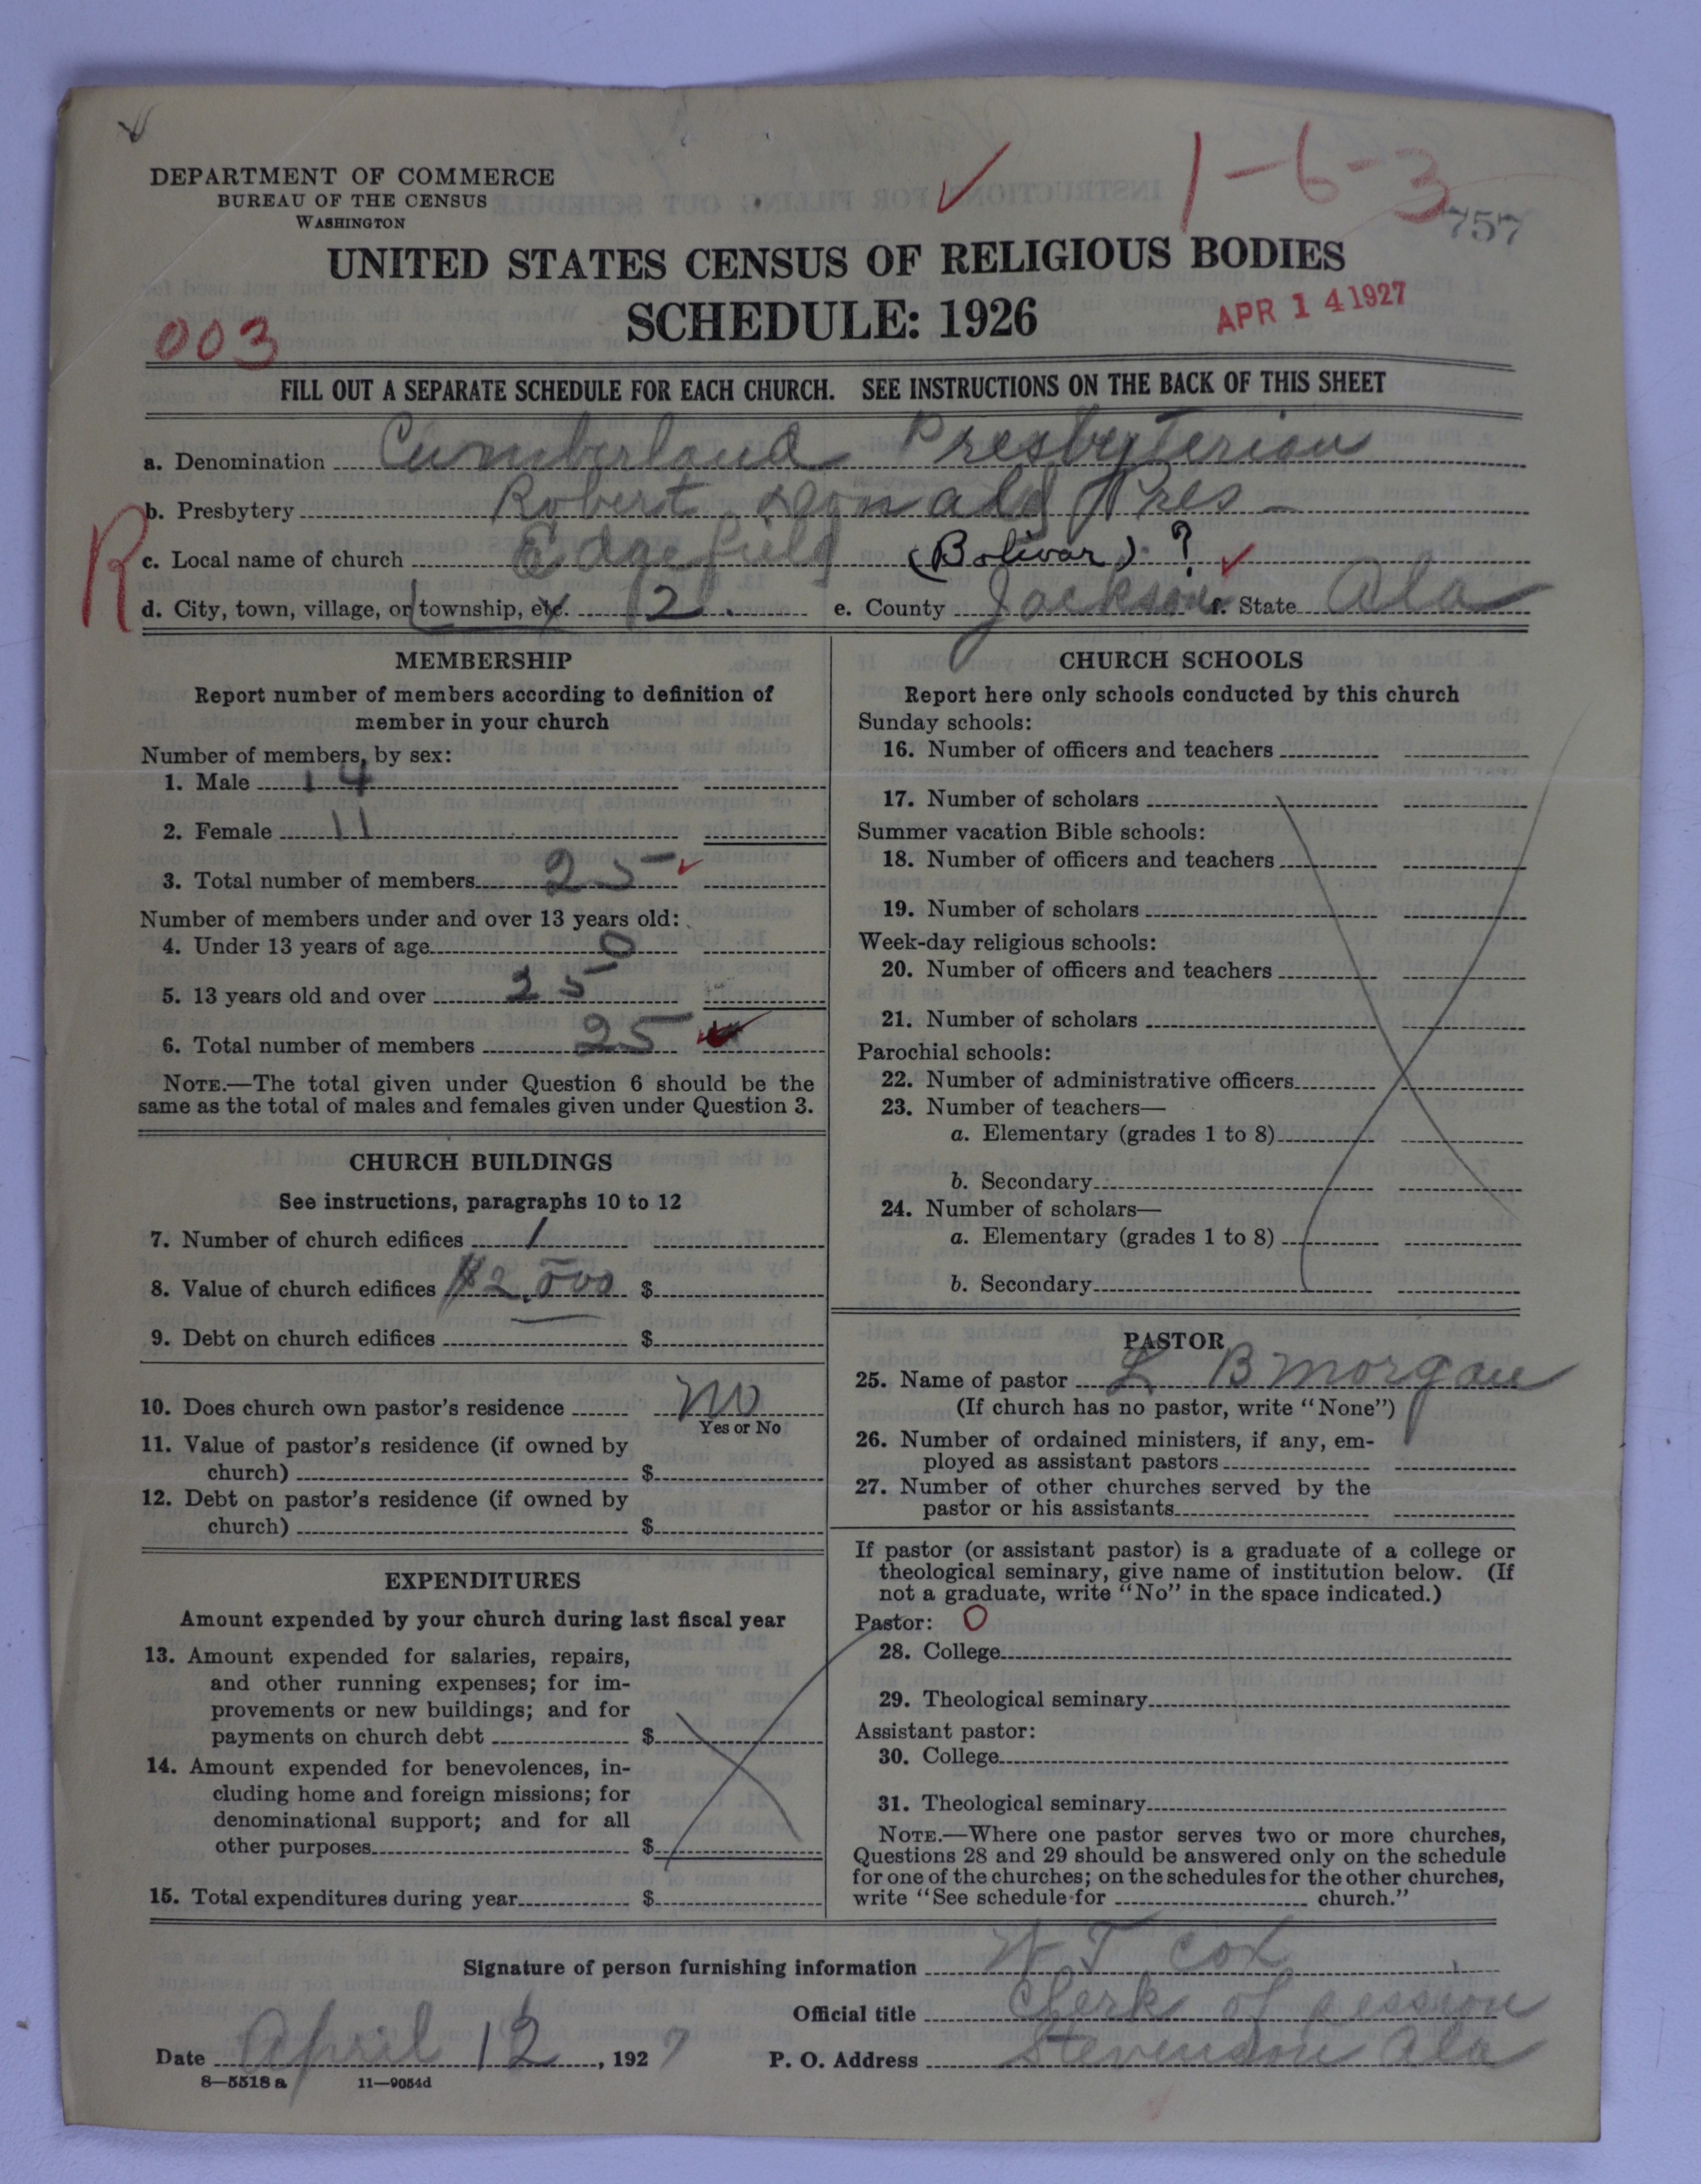 DEPARTMENT OF COMMERCE
BUREAU OF THE CENSUS
WASHINGTON
1-6-3
757
UNITED STATES CENSUS OF RELIGIOUS BODIES
SCHEDULE: 1926
003
APR 14 1927
FILL OUT A SEPARATE SCHEDULE FOR EACH CHURCH. SEE INSTRUCTIONS ON THE BACK OF THIS SHEET
a. Denomination Cumberland Presbyterian
b. Presbytery Robert Donald Pres
R
c. Local name of church Edgefield (Bolivar) ?
d. City, town, village, or township, etc. 2. e. County Jackson f. State Ala
MEMBERSHIP
Report number of members according to definition of
member in your church
Number of members, by sex:
1. Male 14
2. Female 11
3. Total number of members 25
Number of members under and over 13 years old:
4. Under 13 years of age 0
5. 13 years old and over 25
6. Total number of members 25
NOTE.—The total given under Question 6 should be the
same as the total of males and females given under Question 3.
CHURCH BUILDINGS
See instructions, paragraphs 10 to 12
7. Number of church edifices 1
8. Value of church edifices $2,000 $
9. Debt on church edifices $
10. Does church own pastor's residence No
Yes or No
11. Value of pastor's residence (if owned by
church) $
12. Debt on pastor's residence (if owned by
church) $
EXPENDITURES
Amount expended by your church during last fiscal year
13. Amount expended for salaries, repairs,
and other running expenses; for im-
provements or new buildings; and for
payments on church debt $
14. Amount expended for benevolences, in-
cluding home and foreign missions; for
denominational support; and for all
other purposes $
15. Total expenditures during year $
CHURCH SCHOOLS
Report here only schools conducted by this church
Sunday schools:
16. Number of officers and teachers
17. Number of scholars
Summer vacation Bible schools:
18. Number of officers and teachers
19. Number of scholars
Week-day religious schools:
20. Number of officers and teachers
21. Number of scholars
Parochial schools:
22. Number of administrative officers
23. Number of teachers—
a. Elementary (grades 1 to 8)
b. Secondary
24. Number of scholars—
a. Elementary (grades 1 to 8)
b. Secondary
PASTOR
25. Name of pastor L B Morgan
(If church has no pastor, write "None")
26. Number of ordained ministers, if any, em-
ployed as assistant pastors
27. Number of other churches served by the
pastor or his assistants
If pastor (or assistant pastor) is a graduate of a college or
theological seminary, give name of institution below. (If
not a graduate, write "No" in the space indicated.)
Pastor: O
28. College
29. Theological seminary
Assistant pastor:
30. College
31. Theological seminary
NOTE.—Where one pastor serves two or more churches,
Questions 28 and 29 should be answered only on the schedule
for one of the churches; on the schedules for the other churches,
write "See schedule for church."
Signature of person furnishing information W T Cox
Official title Clerk of session
Date April 12, 1927 P. O. Address Stevenson Ala
8—5518 a 11—9054d